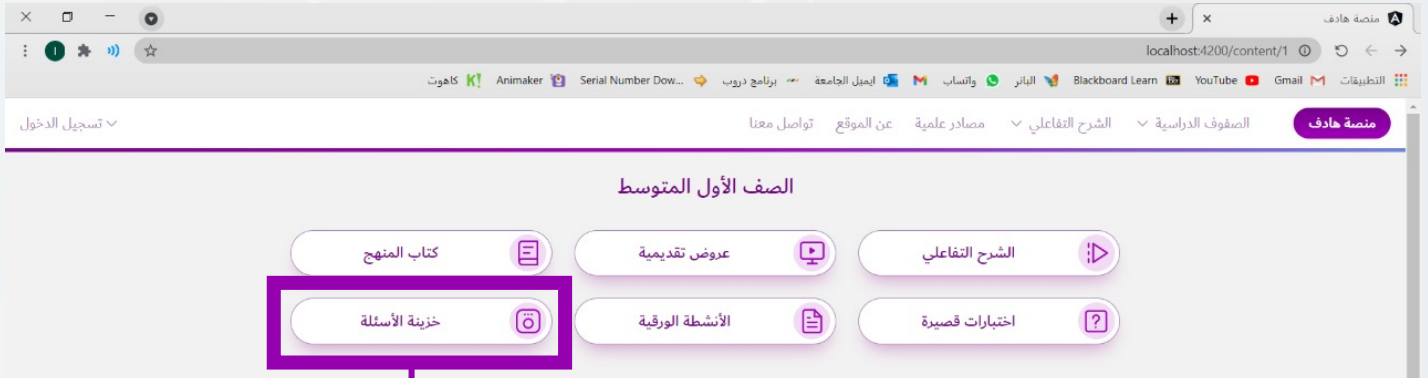 منصة هادف
localhost:4200/content/1
التطبيقات Gmail YouTube Blackboard Learn البانر واتساب ايميل الجامعة برنامج دروب Serial Number Dow... Animaker كاهوت
منصة هادف الصفوف الدراسية الشرح التفاعلي مصادر علمية عن الموقع تواصل معنا تسجيل الدخول
الصف الأول المتوسط
الشرح التفاعلي عروض تقديمية كتاب المنهج
اختبارات قصيرة الأنشطة الورقية خزينة الأسئلة